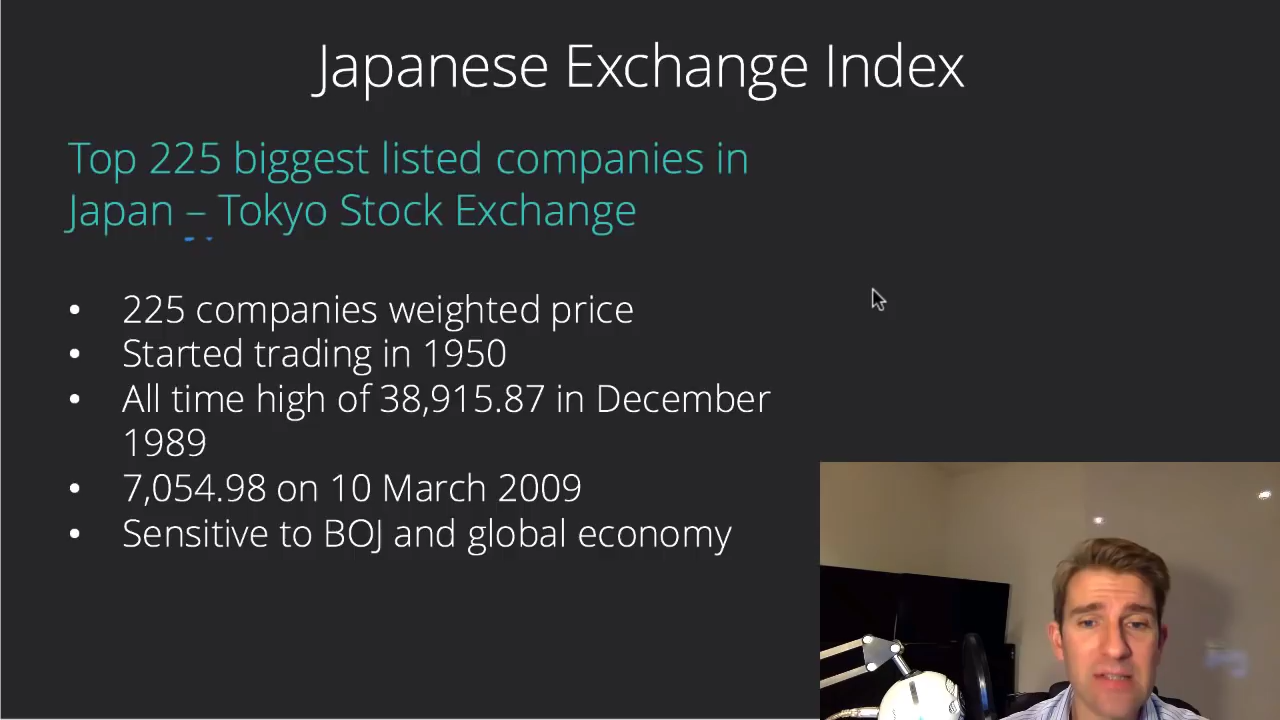 Japanese Exchange Index
Top 225 biggest listed companies in
Japan – Tokyo Stock Exchange
• 225 companies weighted price
• Started trading in 1950
• All time high of 38,915.87 in December
1989
• 7,054.98 on 10 March 2009
• Sensitive to BOJ and global economy